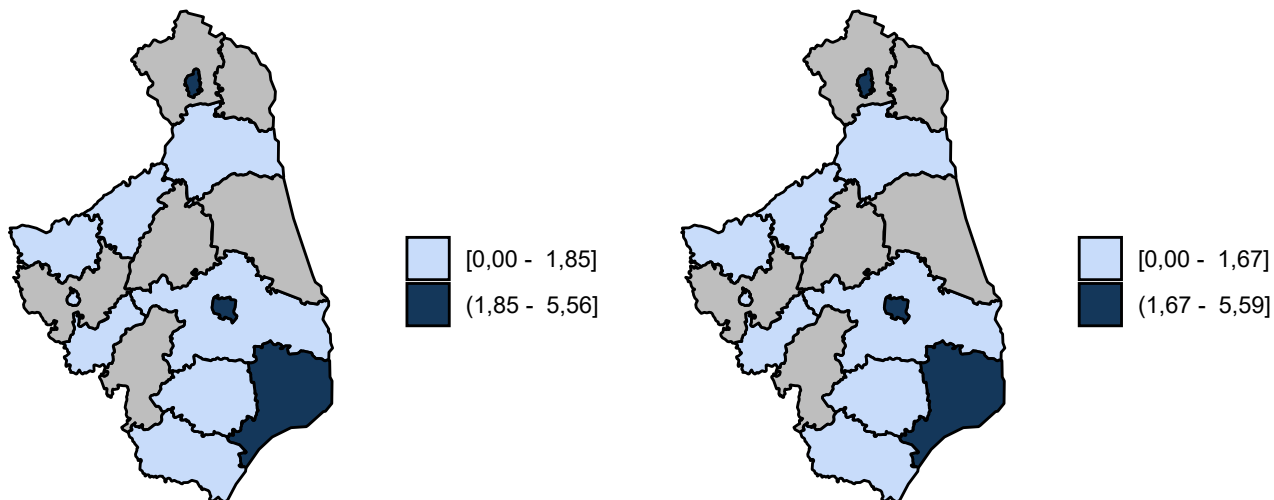 [0,00 -  1,85]
(1,85 -  5,56]
[0,00 -  1,67]
(1,67 -  5,59]